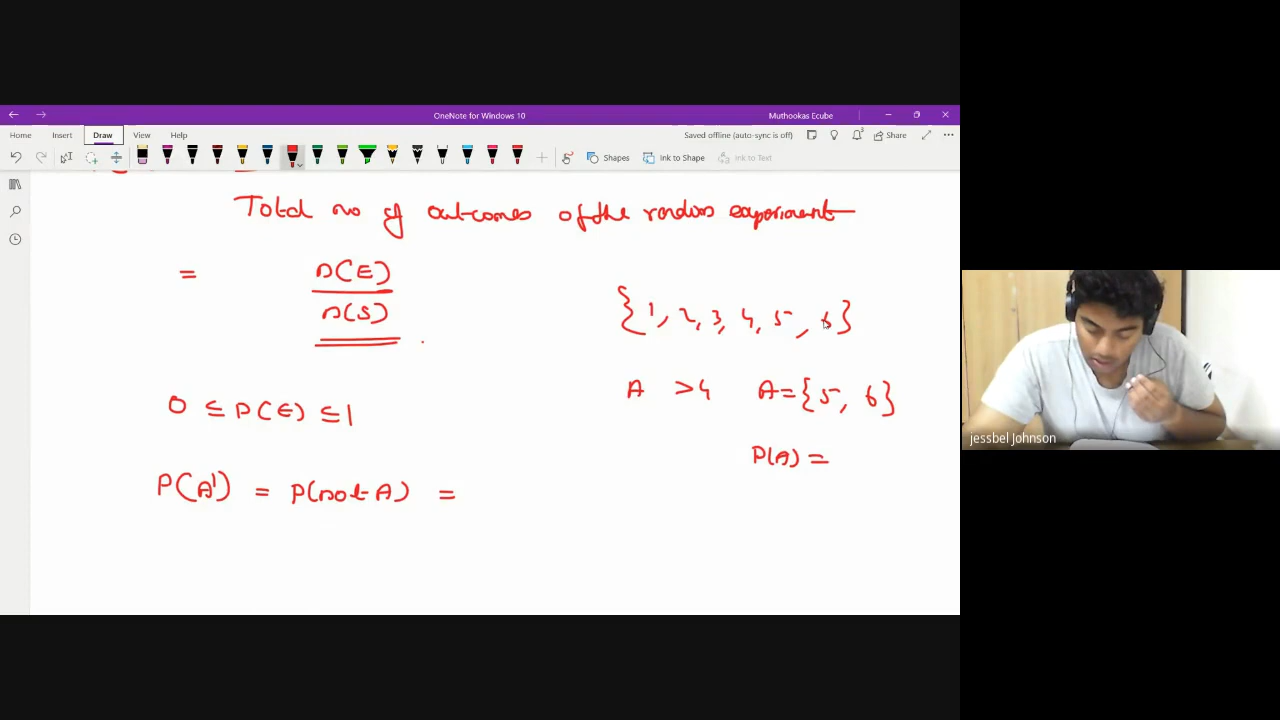 OneNote for Windows 10
Muthookas Ecube
Home Insert Draw View Help
Saved offline (auto-sync is off)
Share
Shapes
Ink to Shape
Ink to Text
Total no of outcomes of the random experiment
= n(E)
n(S)
{1, 2, 3, 4, 5, 6}
A >4 A={5, 6}
0 ≤ P(E) ≤1
P(A) =
P(A') = P(not A) =
jessbel Johnson